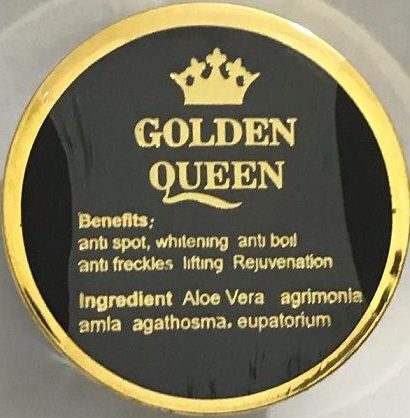 GOLDEN
QUEEN
Benefits:
anti spot, whitening anti boil
anti freckles lifting Rejuvenation
Ingredient Aloe Vera agrimonia
amla agathosma. eupatorium